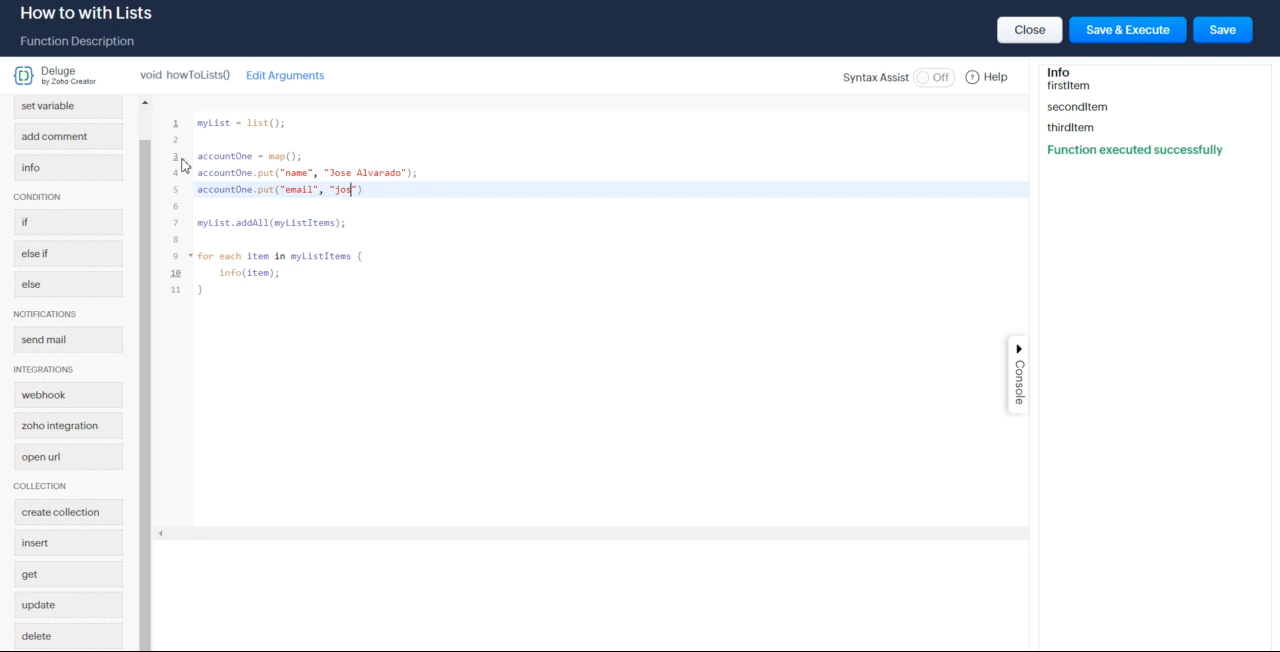 How to with Lists
Function Description
Close
Save & Execute
Save
Deluge
by Zoho Creator
void howToLists()
Edit Arguments
Syntax Assist
Off
? Help
set variable
add comment
info
CONDITION
if
else if
else
NOTIFICATIONS
send mail
INTEGRATIONS
webhook
zoho integration
open url
COLLECTION
create collection
insert
get
update
delete
1 myList = list();
2
3 accountOne = map();
4 accountOne.put("name", "Jose Alvarado");
5 accountOne.put("email", "jos")
6
7 myList.addAll(myListItems);
8
9 for each item in myListItems {
10 info(item);
11 }
Console
Info
firstItem
secondItem
thirdItem
Function executed successfully